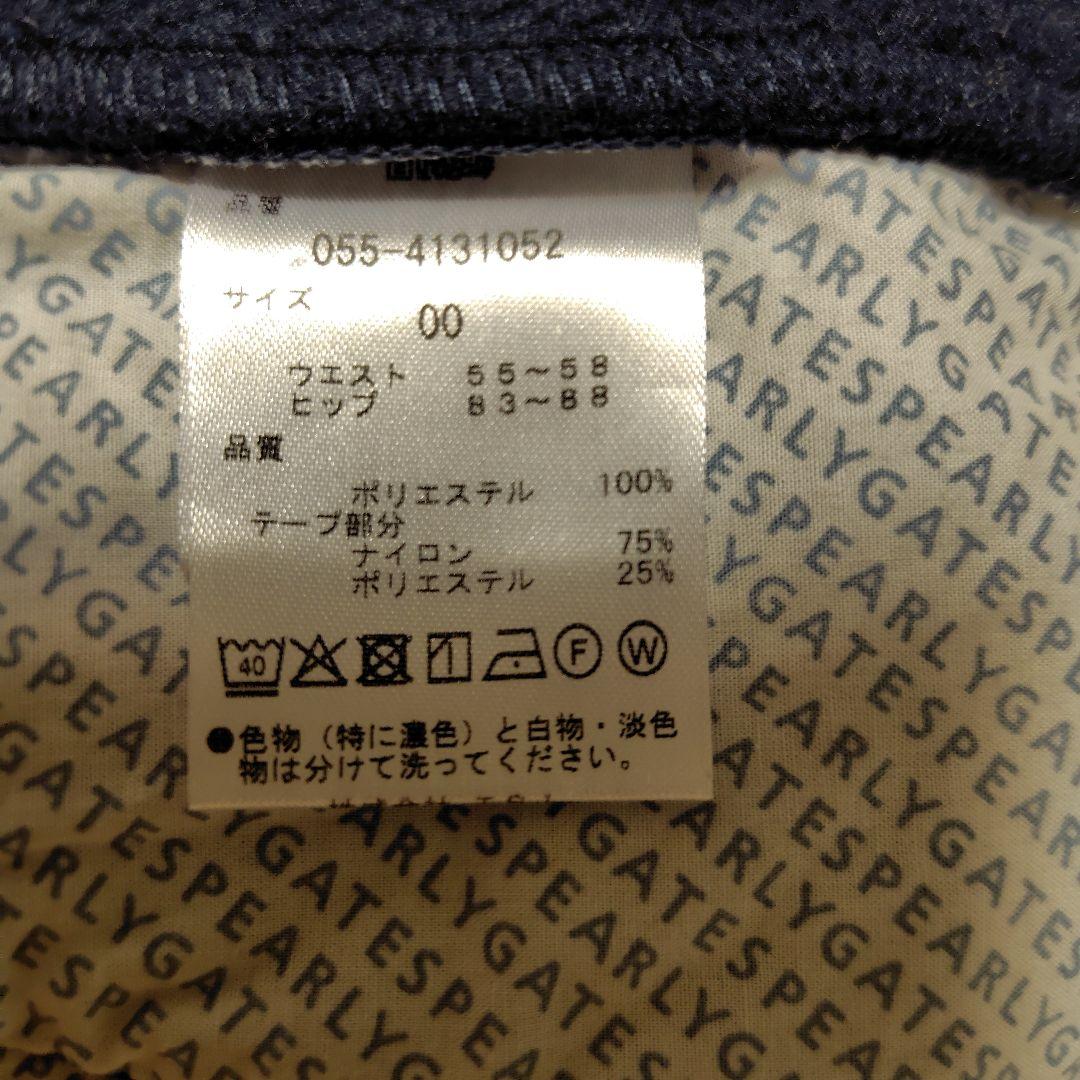 品番
055-4131052
サイズ
00
ウエスト 55～58
ヒップ 83～88
品質
ポリエステル 100%
テープ部分
ナイロン 75%
ポリエステル 25%
40 F W
●色物（特に濃色）と白物・淡色
物は分けて洗ってください。
PEARLYGATES